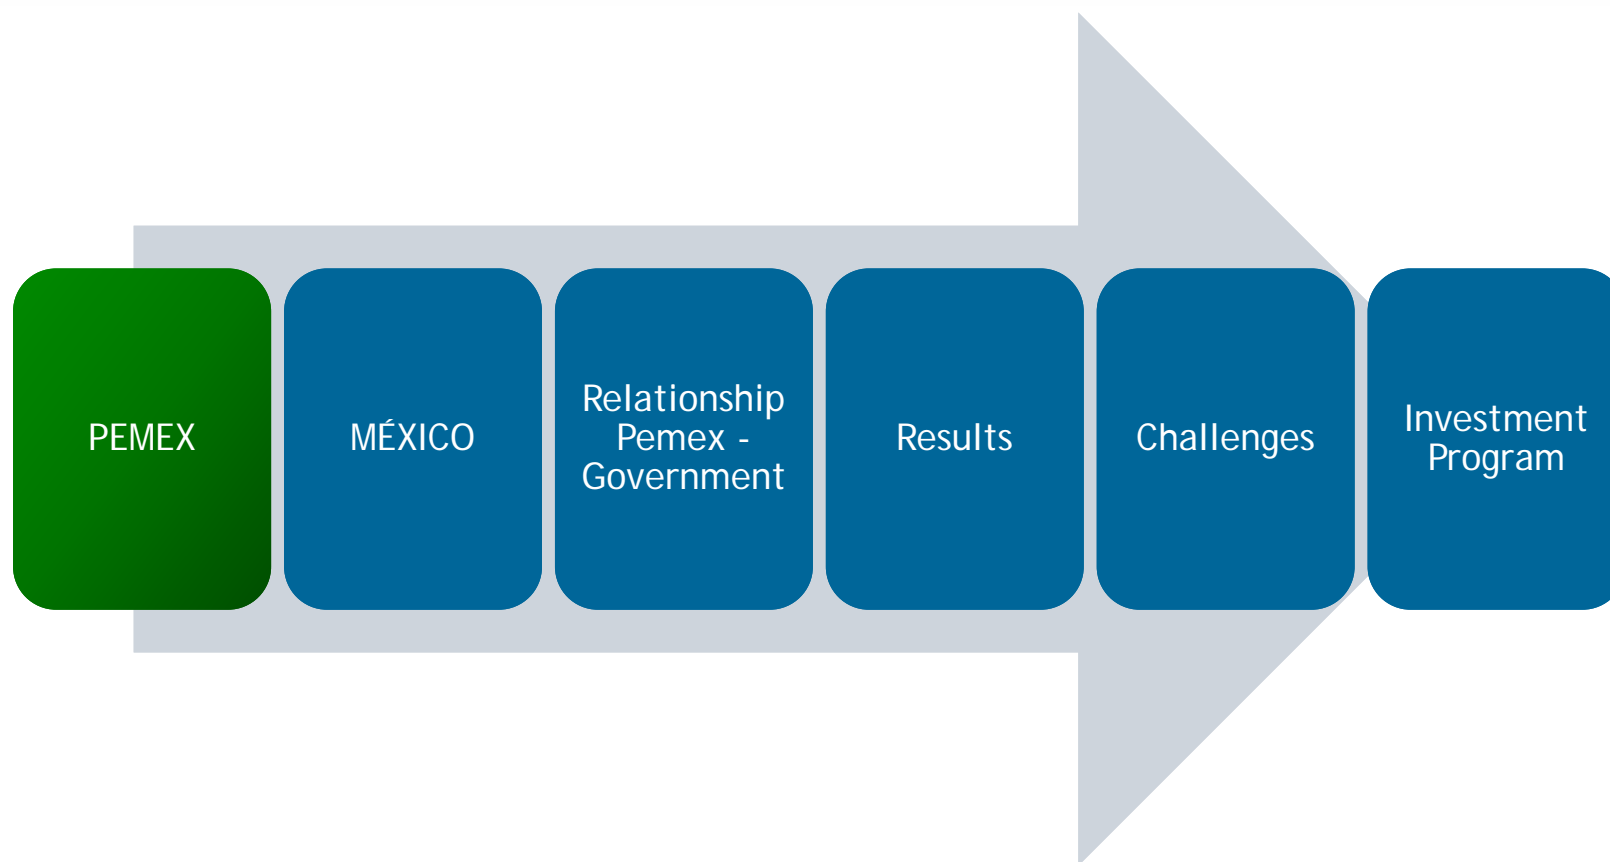 PEMEX
MÉXICO
Relationship
Pemex -
Government
Results
Challenges
Investment
Program